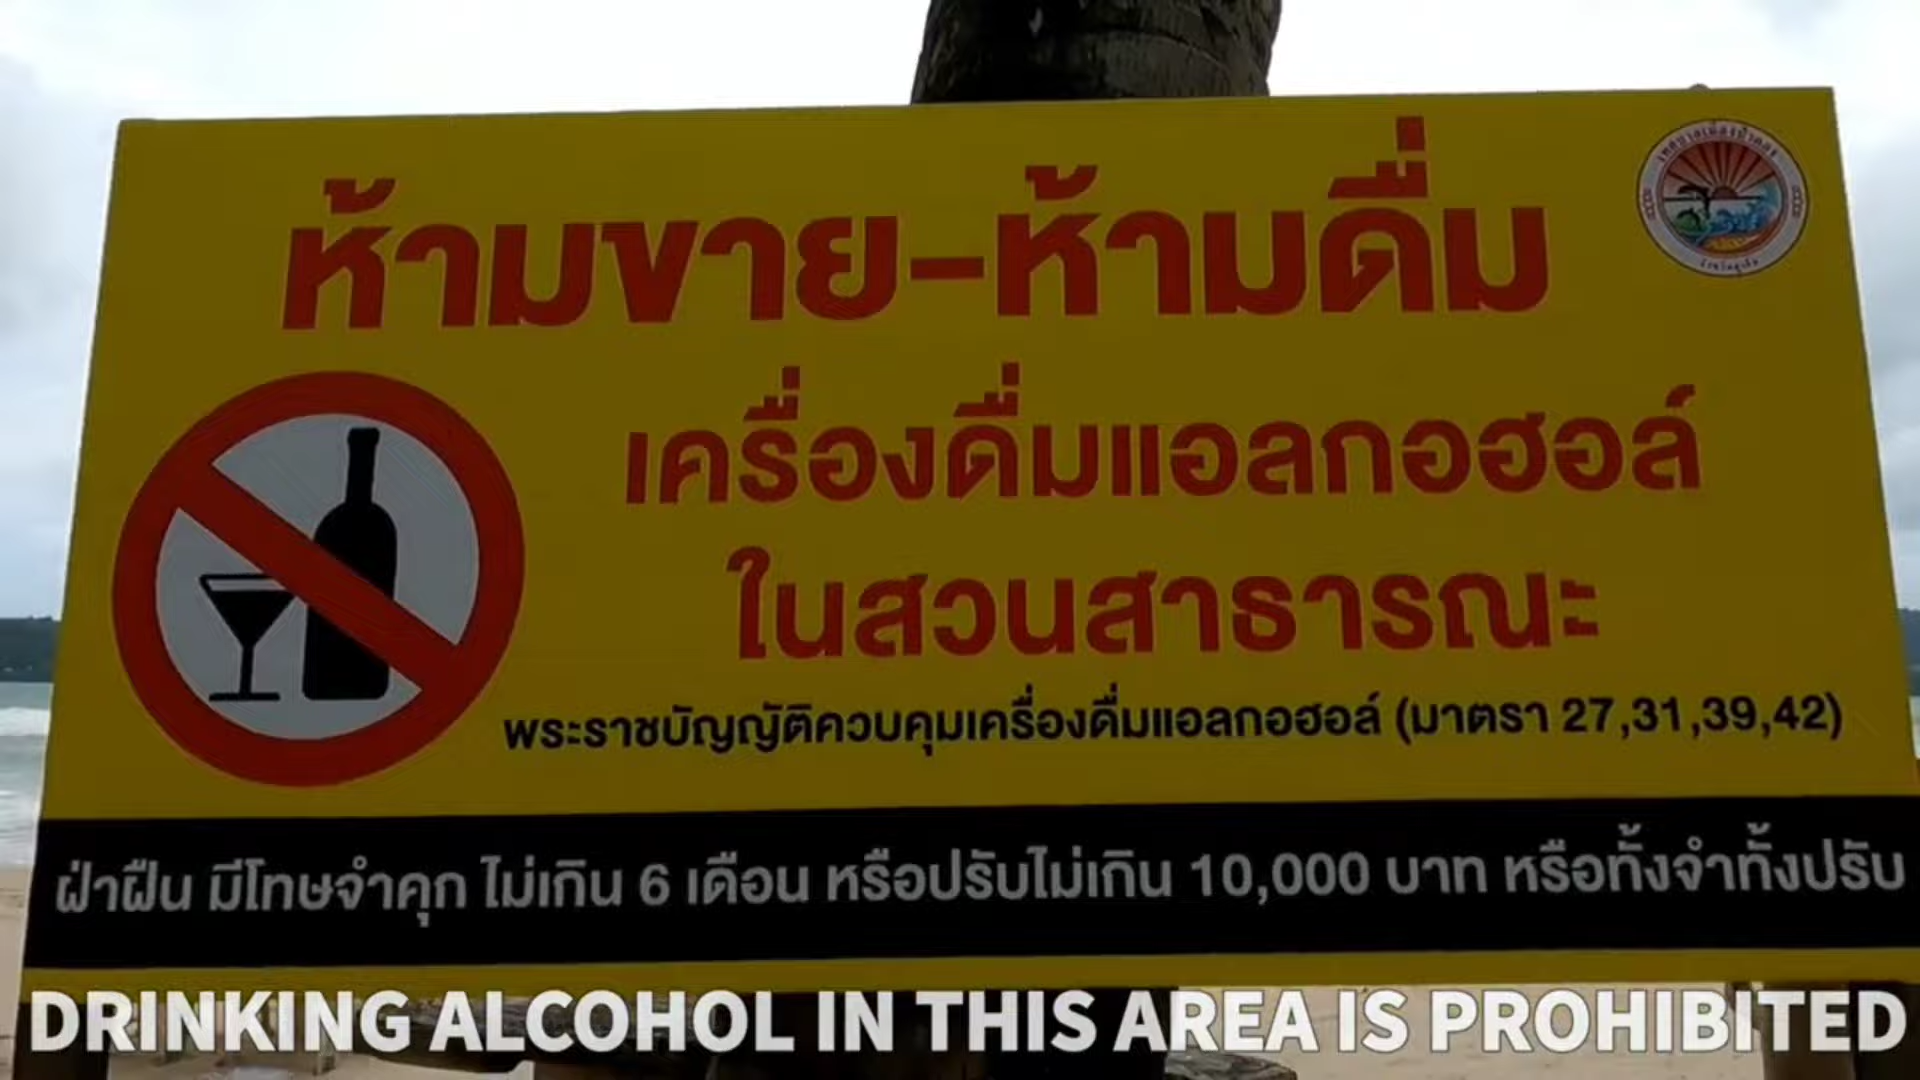 ห้ามขาย-ห้ามดื่ม
เครื่องดื่มแอลกอฮอล์
ในสวนสาธารณะ
พระราชบัญญัติควบคุมเครื่องดื่มแอลกอฮอล์ (มาตรา 27,31,39,42)
ฝ่าฝืน มีโทษจำคุก ไม่เกิน 6 เดือน หรือปรับไม่เกิน 10,000 บาท หรือทั้งจำทั้งปรับ
DRINKING ALCOHOL IN THIS AREA IS PROHIBITED